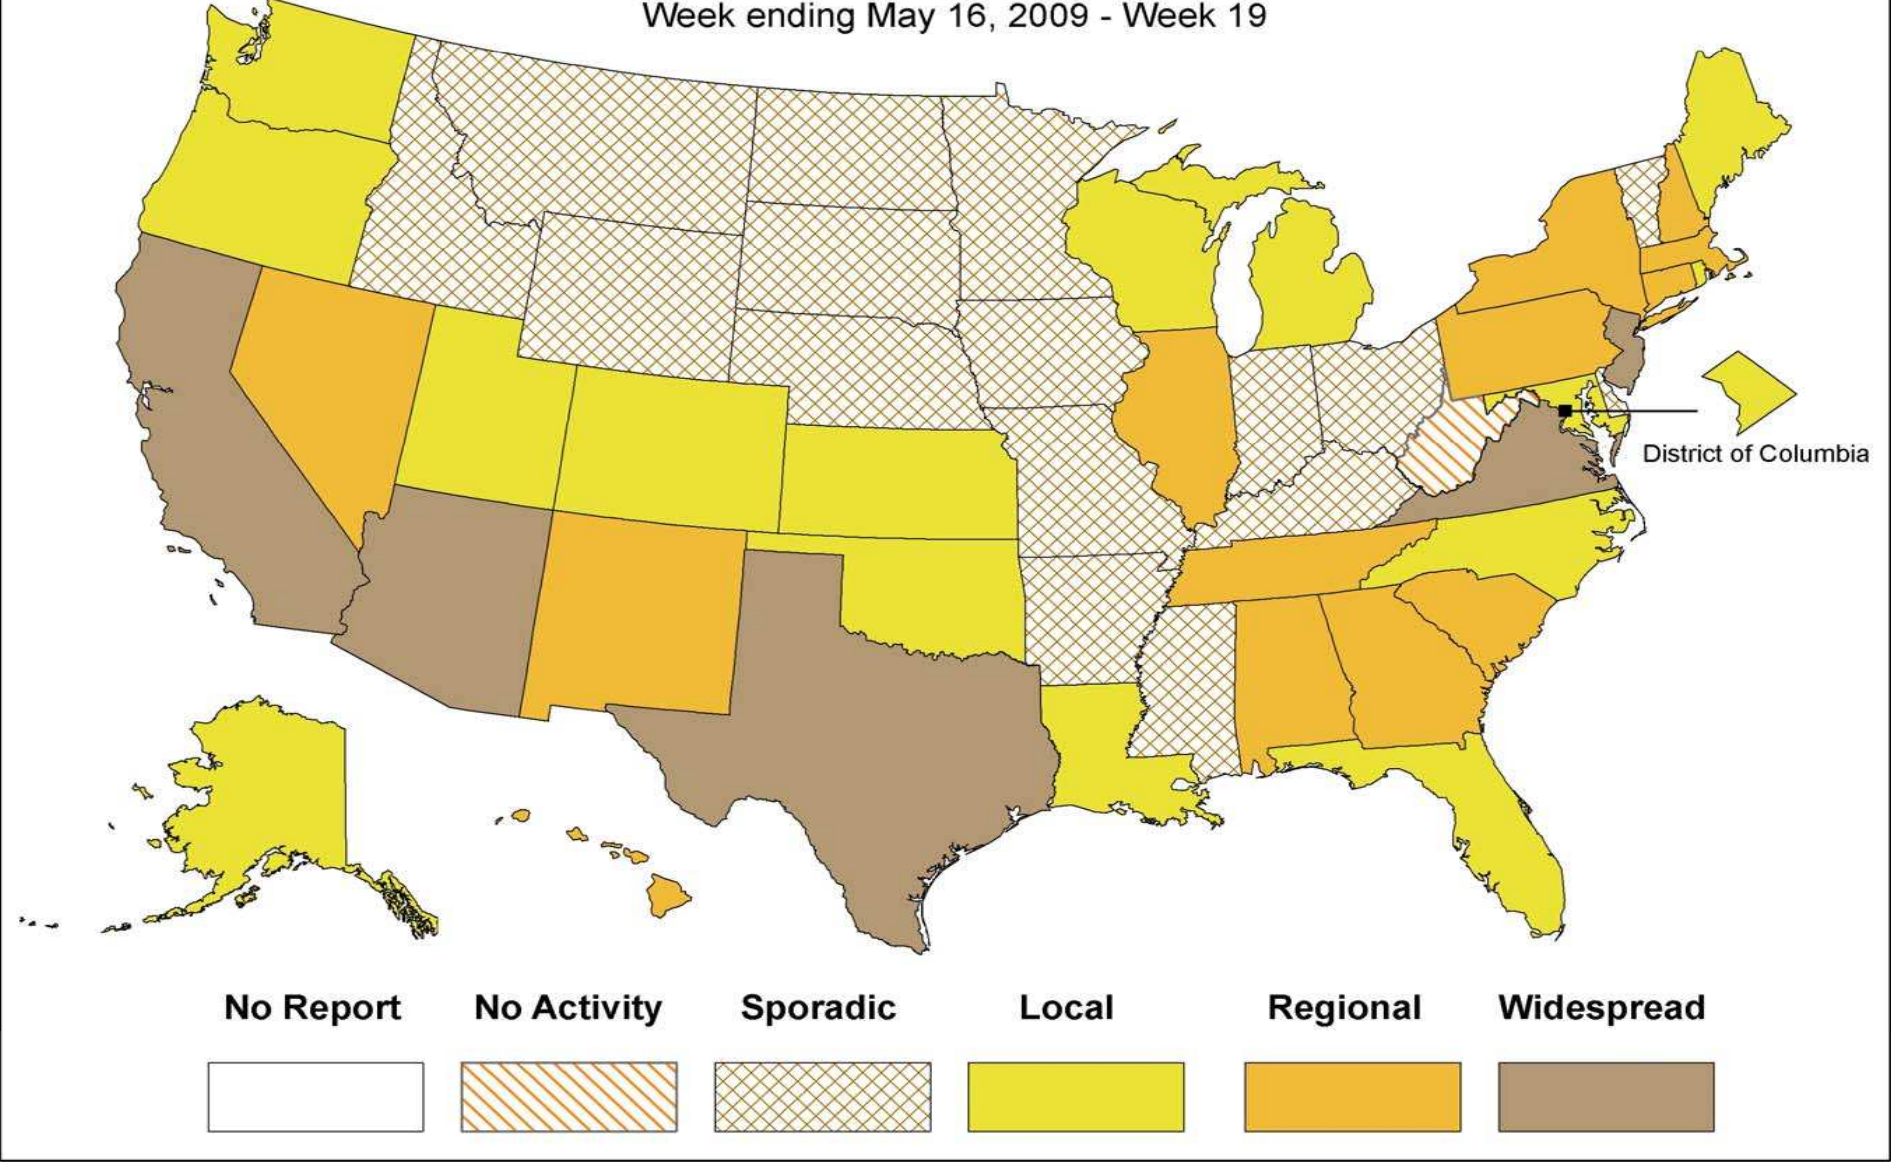 Week ending May 16, 2009 - Week 19
District of Columbia
No Report
No Activity
Sporadic
Local
Regional
Widespread